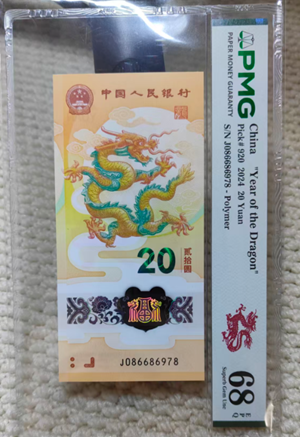 中国人民银行
20
贰拾圆
J086686978
PMG
PAPER MONEY GUARANTY
China "Year of the Dragon"
Pick# 920 2024 20 Yuan
S/N J086686978 - Polymer
68 EPQ
Superb Gem Unc